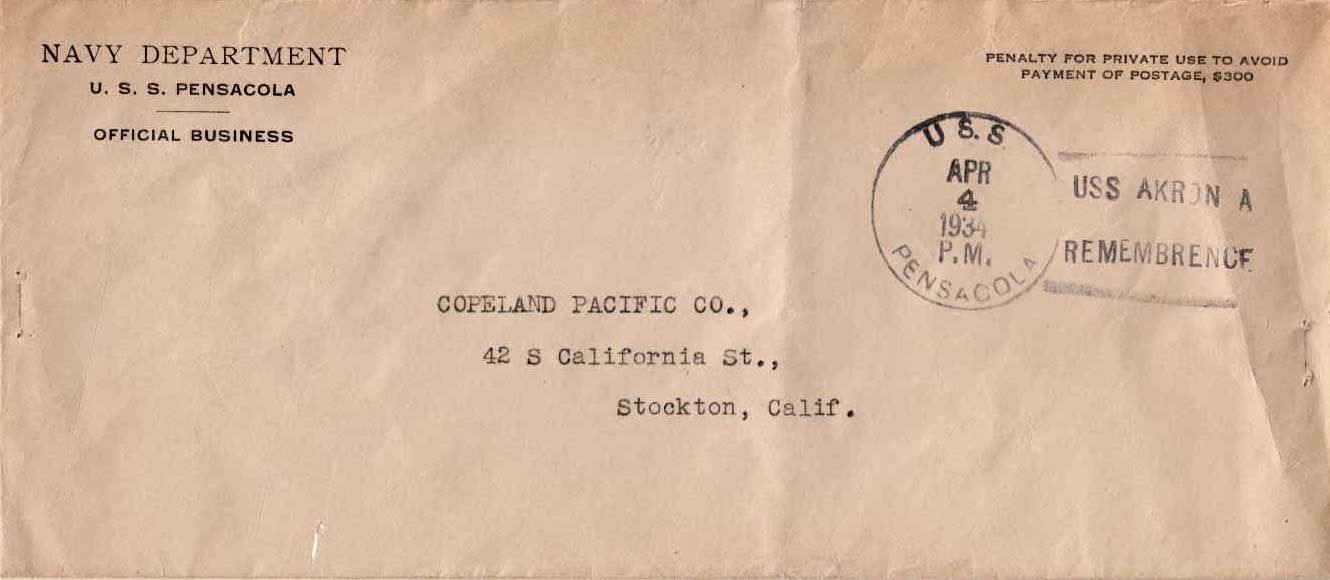 NAVY DEPARTMENT
U. S. S. PENSACOLA
OFFICIAL BUSINESS
PENALTY FOR PRIVATE USE TO AVOID
PAYMENT OF POSTAGE, $300
U.S.S.
APR
4
1934
P.M.
PENSACOLA
USS AKRON A
REMEMBRENCE
COPELAND PACIFIC CO.,
42 S California St.,
Stockton, Calif.